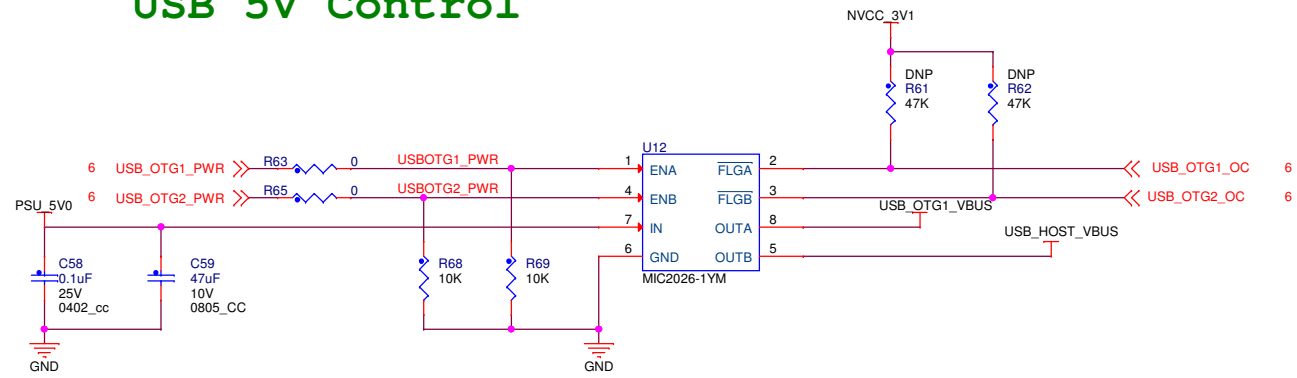 USB 5V Control
NVCC_3V1
DNP
R61
47K
DNP
R62
47K
6 USB_OTG1_PWR
R63 0
USBOTG1_PWR
6 USB_OTG2_PWR
R65 0
USBOTG2_PWR
U12
1 ENA
FLGA 2
4 ENB
FLGB 3
7 IN
OUTA 8
6 GND
OUTB 5
MIC2026-1YM
USB_OTG1_OC 6
USB_OTG2_OC 6
USB_OTG1_VBUS
USB_HOST_VBUS
PSU_5V0
C58
0.1uF
25V
0402_cc
C59
47uF
10V
0805_CC
R68
10K
R69
10K
GND
GND